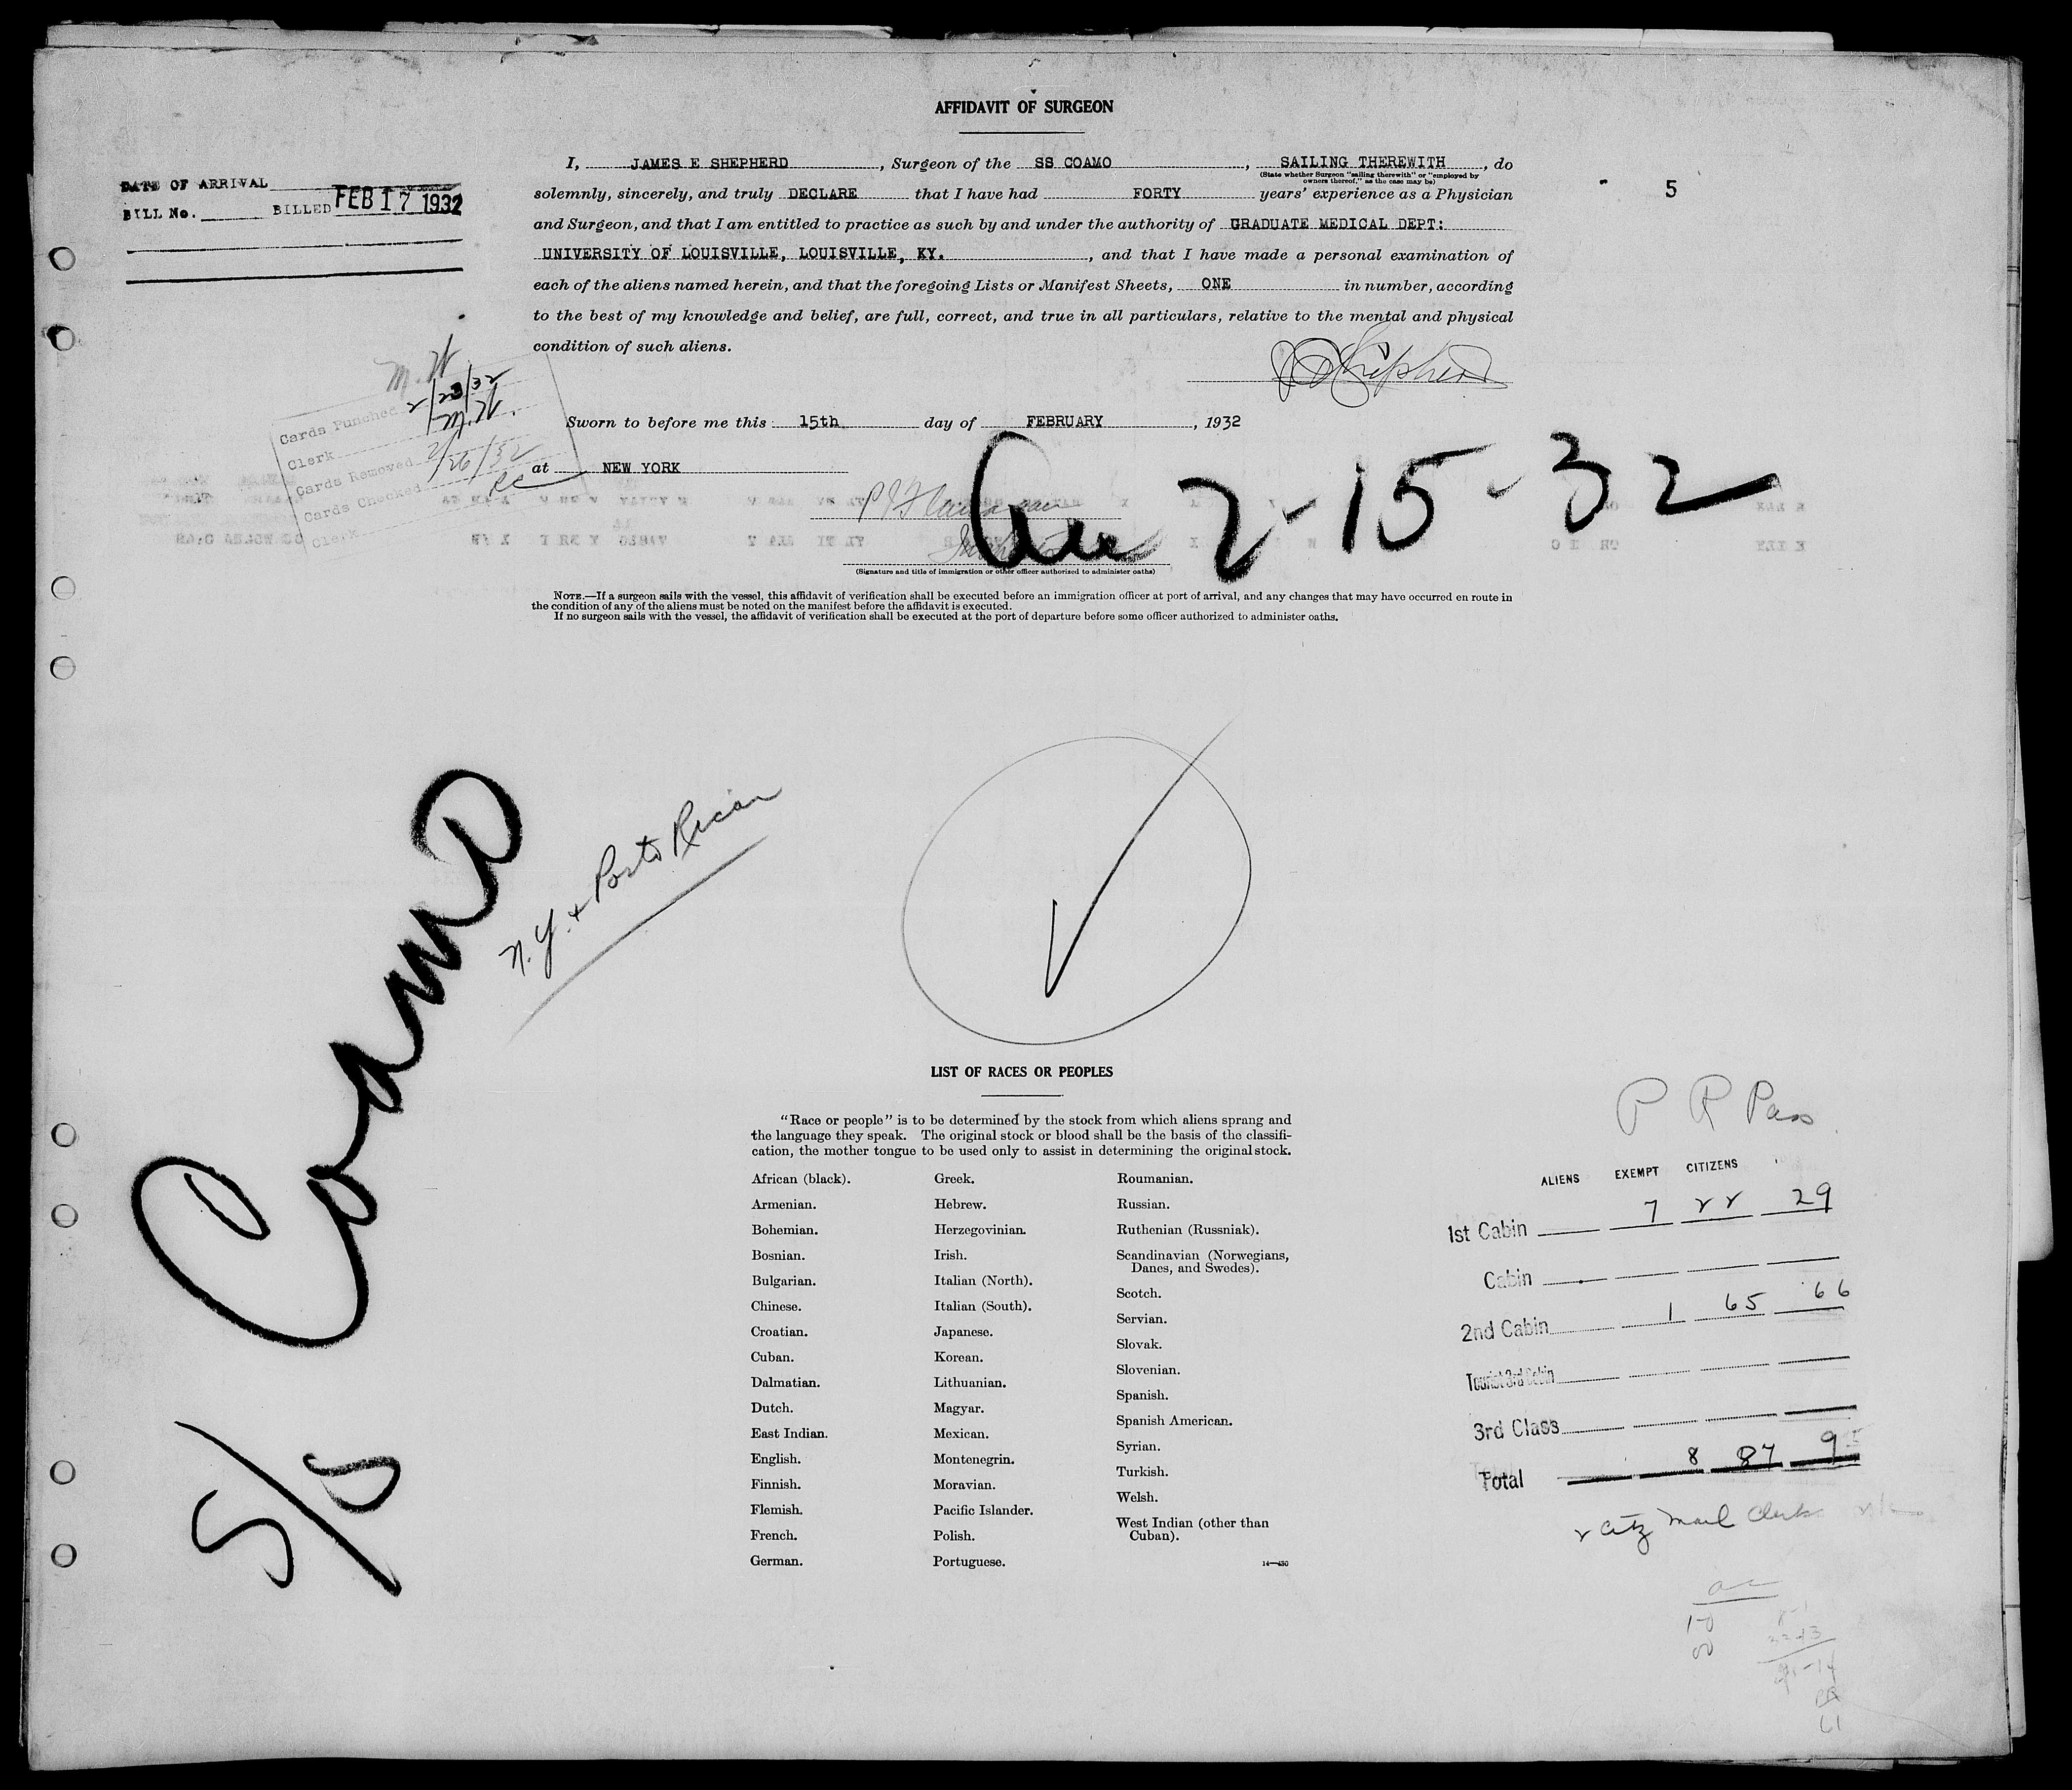 AFFIDAVIT OF SURGEON
I, JAMES E SHEPHERD, Surgeon of the SS COAMO, SAILING THEREWITH, do
(State whether Surgeon "sailing therewith" or "employed by
owners thereof," as the case may be)
solemnly, sincerely, and truly DECLARE that I have had FORTY years' experience as a Physician
and Surgeon, and that I am entitled to practice as such by and under the authority of GRADUATE MEDICAL DEPT:
UNIVERSITY OF LOUISVILLE, LOUISVILLE, KY., and that I have made a personal examination of
each of the aliens named herein, and that the foregoing Lists or Manifest Sheets, ONE in number, according
to the best of my knowledge and belief, are full, correct, and true in all particulars, relative to the mental and physical
condition of such aliens.
J E Shepherd
Sworn to before me this 15th day of FEBRUARY, 1932
at NEW YORK
(Signature and title of immigration or other officer authorized to administer oaths)
NOTE.—If a surgeon sails with the vessel, this affidavit of verification shall be executed before an immigration officer at port of arrival, and any changes that may have occurred en route in
the condition of any of the aliens must be noted on the manifest before the affidavit is executed.
If no surgeon sails with the vessel, the affidavit of verification shall be executed at the port of departure before some officer authorized to administer oaths.
DATE OF ARRIVAL
BILL No. BILLED FEB 17 1932
5
M.H.
Cards Punched 2/23/32
Clerk M.H.
Cards Removed 2/26/32
Cards Checked RC
Clerk
2-15-32
S/S Coamo
N.Y. + Porto Rican
LIST OF RACES OR PEOPLES
"Race or people" is to be determined by the stock from which aliens sprang and
the language they speak. The original stock or blood shall be the basis of the classifi-
cation, the mother tongue to be used only to assist in determining the original stock.
African (black).
Armenian.
Bohemian.
Bosnian.
Bulgarian.
Chinese.
Croatian.
Cuban.
Dalmatian.
Dutch.
East Indian.
English.
Finnish.
Flemish.
French.
German.
Greek.
Hebrew.
Herzegovinian.
Irish.
Italian (North).
Italian (South).
Japanese.
Korean.
Lithuanian.
Magyar.
Mexican.
Montenegrin.
Moravian.
Pacific Islander.
Polish.
Portuguese.
Roumanian.
Russian.
Ruthenian (Russniak).
Scandinavian (Norwegians,
Danes, and Swedes).
Scotch.
Servian.
Slovak.
Slovenian.
Spanish.
Spanish American.
Syrian.
Turkish.
Welsh.
West Indian (other than
Cuban).
14—430
P R Pass
ALIENS EXEMPT CITIZENS
1st Cabin 7 22 29
Cabin
2nd Cabin 1 65 66
Tourist 3rd Cabin
3rd Class
Total 8 87 95
2 Citz Mail Clerks